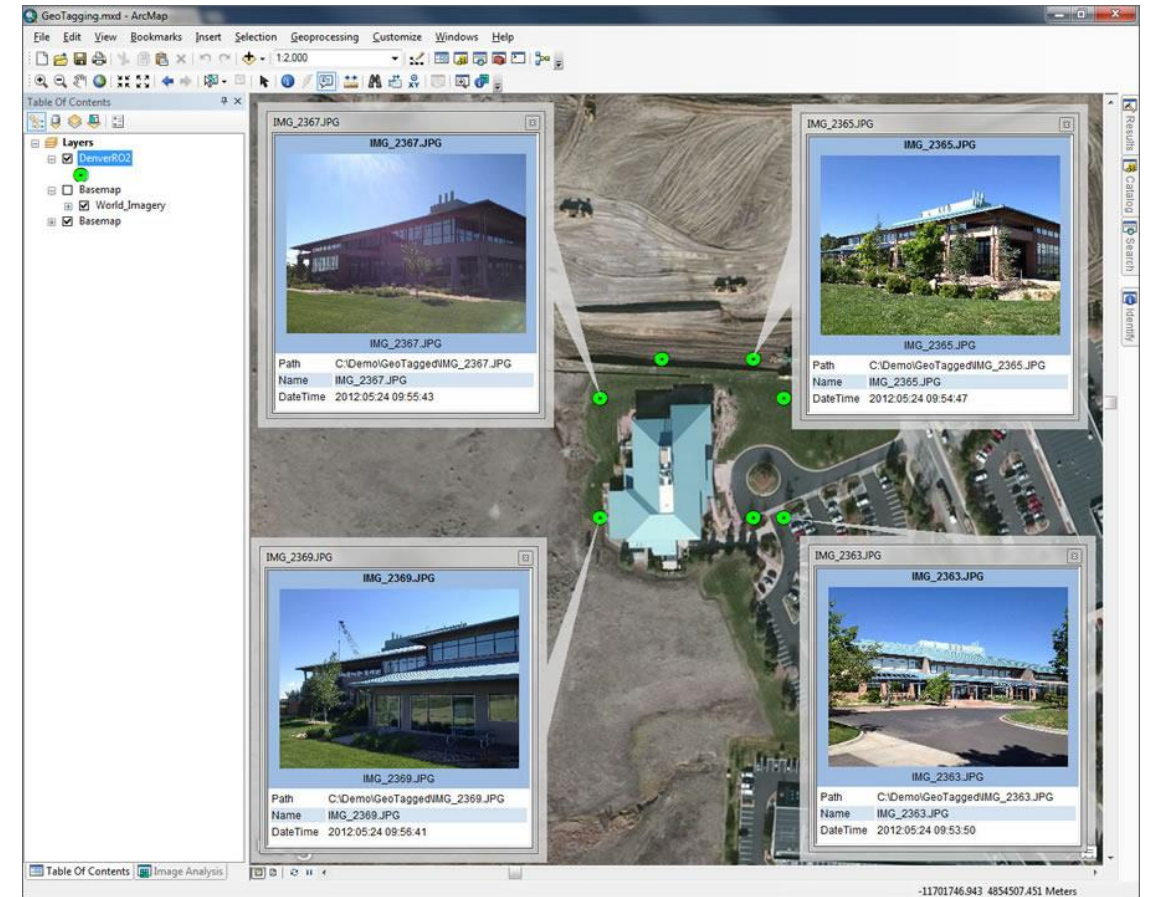 GeoTagging.mxd - ArcMap
File Edit View Bookmarks Insert Selection Geoprocessing Customize Windows Help
1:2,000
Table Of Contents
Layers
DenverRO2
Basemap
World_Imagery
Basemap
IMG_2367.JPG
IMG_2367.JPG
IMG_2367.JPG
Path C:\Demo\GeoTagged\IMG_2367.JPG
Name IMG_2367.JPG
DateTime 2012:05:24 09:55:43
IMG_2365.JPG
IMG_2365.JPG
IMG_2365.JPG
Path C:\Demo\GeoTagged\IMG_2365.JPG
Name IMG_2365.JPG
DateTime 2012:05:24 09:54:47
IMG_2369.JPG
IMG_2369.JPG
IMG_2369.JPG
Path C:\Demo\GeoTagged\IMG_2369.JPG
Name IMG_2369.JPG
DateTime 2012:05:24 09:56:41
IMG_2363.JPG
IMG_2363.JPG
IMG_2363.JPG
Path C:\Demo\GeoTagged\IMG_2363.JPG
Name IMG_2363.JPG
DateTime 2012:05:24 09:53:50
Results
Catalog
Search
Identify
Table Of Contents Image Analysis
-11701746.943 4854507.451 Meters